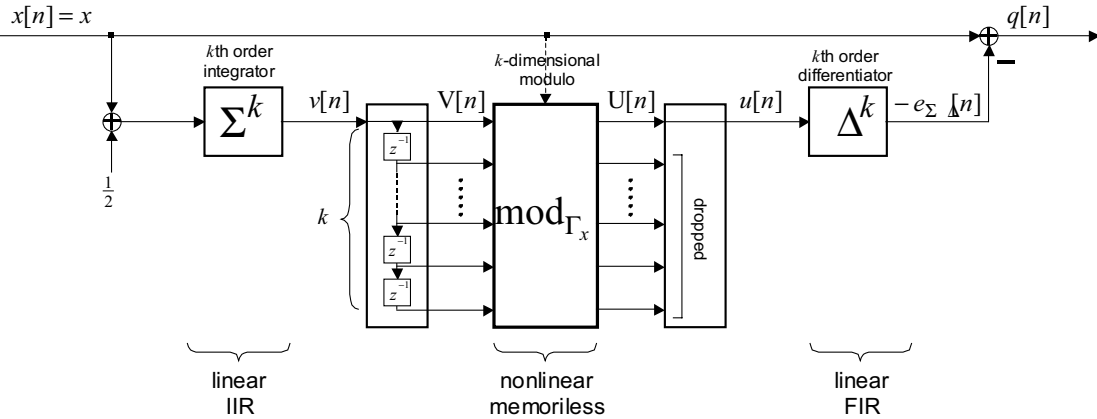 x[n] = x
q[n]
kth order
integrator
k-dimensional
modulo
kth order
differentiator
v[n]
V[n]
U[n]
u[n]
− e_Σ Δ[n]
Σ^k
Δ^k
z^-1
1/2
k
mod_Γ_x
z^-1
z^-1
dropped
linear
IIR
nonlinear
memoriless
linear
FIR